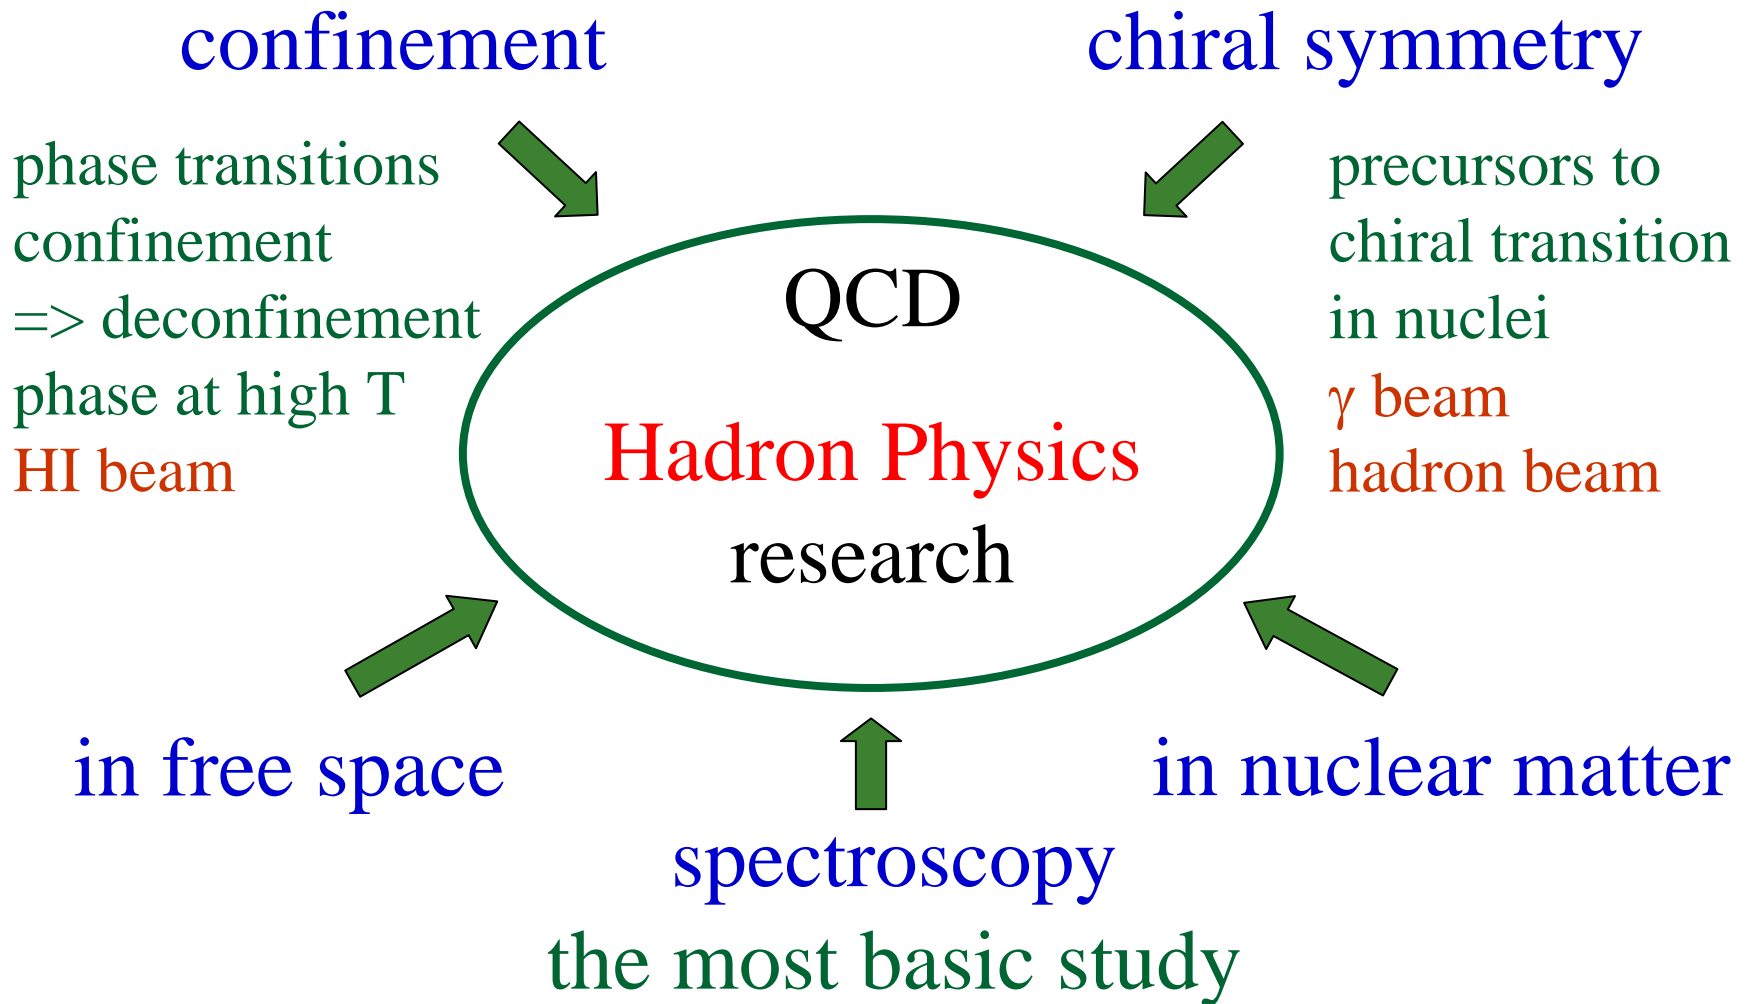 confinement
chiral symmetry
phase transitions
confinement
=> deconfinement
phase at high T
HI beam
precursors to
chiral transition
in nuclei
γ beam
hadron beam
QCD
Hadron Physics
research
in free space
in nuclear matter
spectroscopy
the most basic study